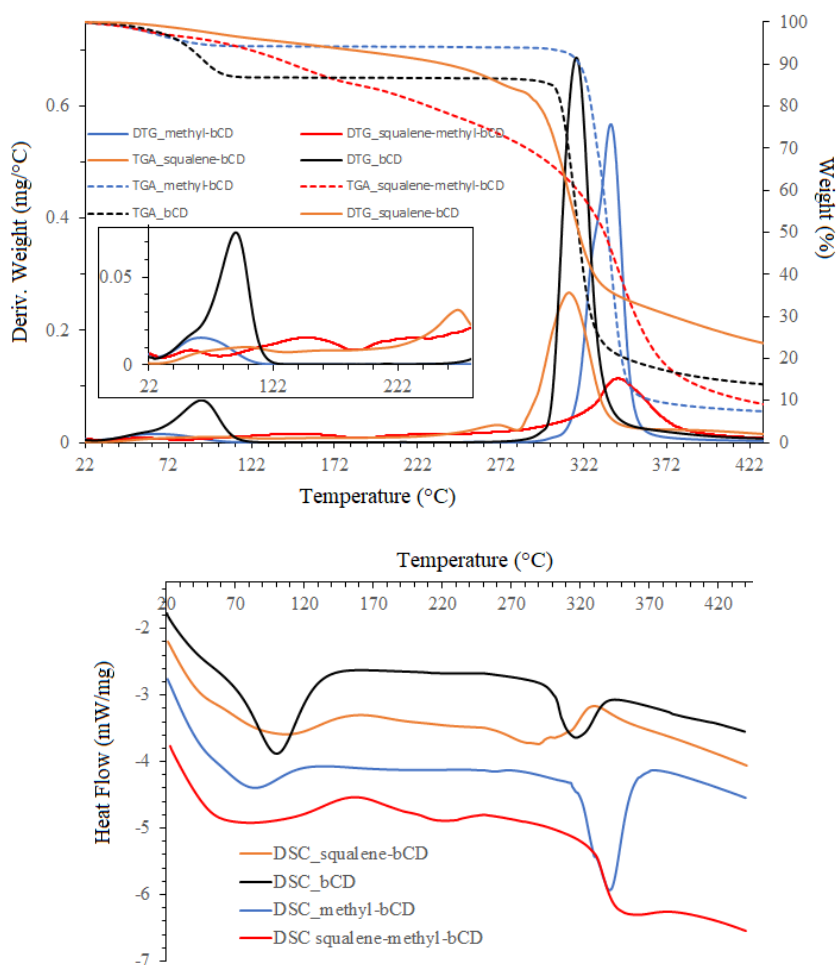 100
90
80
70
60
50
40
30
20
10
0
Weight (%)
0.6
0.4
0.2
0
Deriv. Weight (mg/°C)
DTG_methyl-bCD
DTG_squalene-methyl-bCD
TGA_squalene-bCD
DTG_bCD
TGA_methyl-bCD
TGA_squalene-methyl-bCD
TGA_bCD
DTG_squalene-bCD
0.05
0
22 122 222
22 72 122 172 222 272 322 372 422
Temperature (°C)
Temperature (°C)
20 70 120 170 220 270 320 370 420
-2
-3
-4
-5
-6
-7
Heat Flow (mW/mg)
DSC_squalene-bCD
DSC_bCD
DSC_methyl-bCD
DSC squalene-methyl-bCD